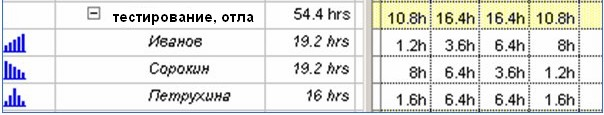 тестирование, отла 54.4 hrs 10.8h 16.4h 16.4h 10.8h
Иванов 19.2 hrs 1.2h 3.6h 6.4h 8h
Сорокин 19.2 hrs 8h 6.4h 3.6h 1.2h
Петрухина 16 hrs 1.6h 6.4h 6.4h 1.6h